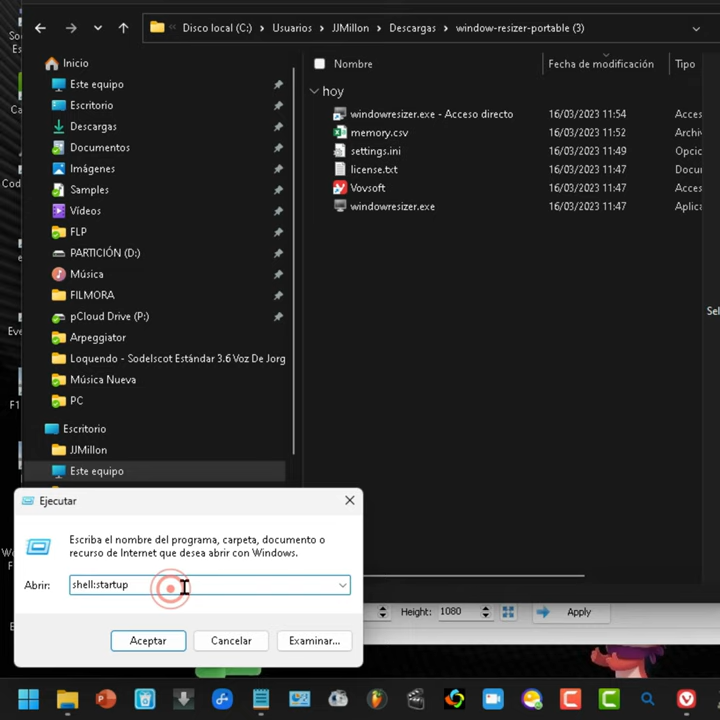 Disco local (C:) > Usuarios > JJMillon > Descargas > window-resizer-portable (3)
Inicio
Este equipo
Escritorio
Descargas
Documentos
Imágenes
Samples
Vídeos
FLP
PARTICIÓN (D:)
Música
FILMORA
pCloud Drive (P:)
Arpeggiator
Loquendo - Sodelscot Estándar 3.6 Voz De Jorg
Música Nueva
PC
Escritorio
JJMillon
Este equipo
Nombre Fecha de modificación Tipo
hoy
windowresizer.exe - Acceso directo 16/03/2023 11:54 Acces
memory.csv 16/03/2023 11:52 Archiv
settings.ini 16/03/2023 11:49 Opcio
license.txt 16/03/2023 11:47 Docu
Vovsoft 16/03/2023 11:47 Acces
windowresizer.exe 16/03/2023 11:47 Aplica
Sel
Ejecutar
Escriba el nombre del programa, carpeta, documento o
recurso de Internet que desea abrir con Windows.
Abrir: shell:startup
Aceptar Cancelar Examinar...
Height: 1080 Apply